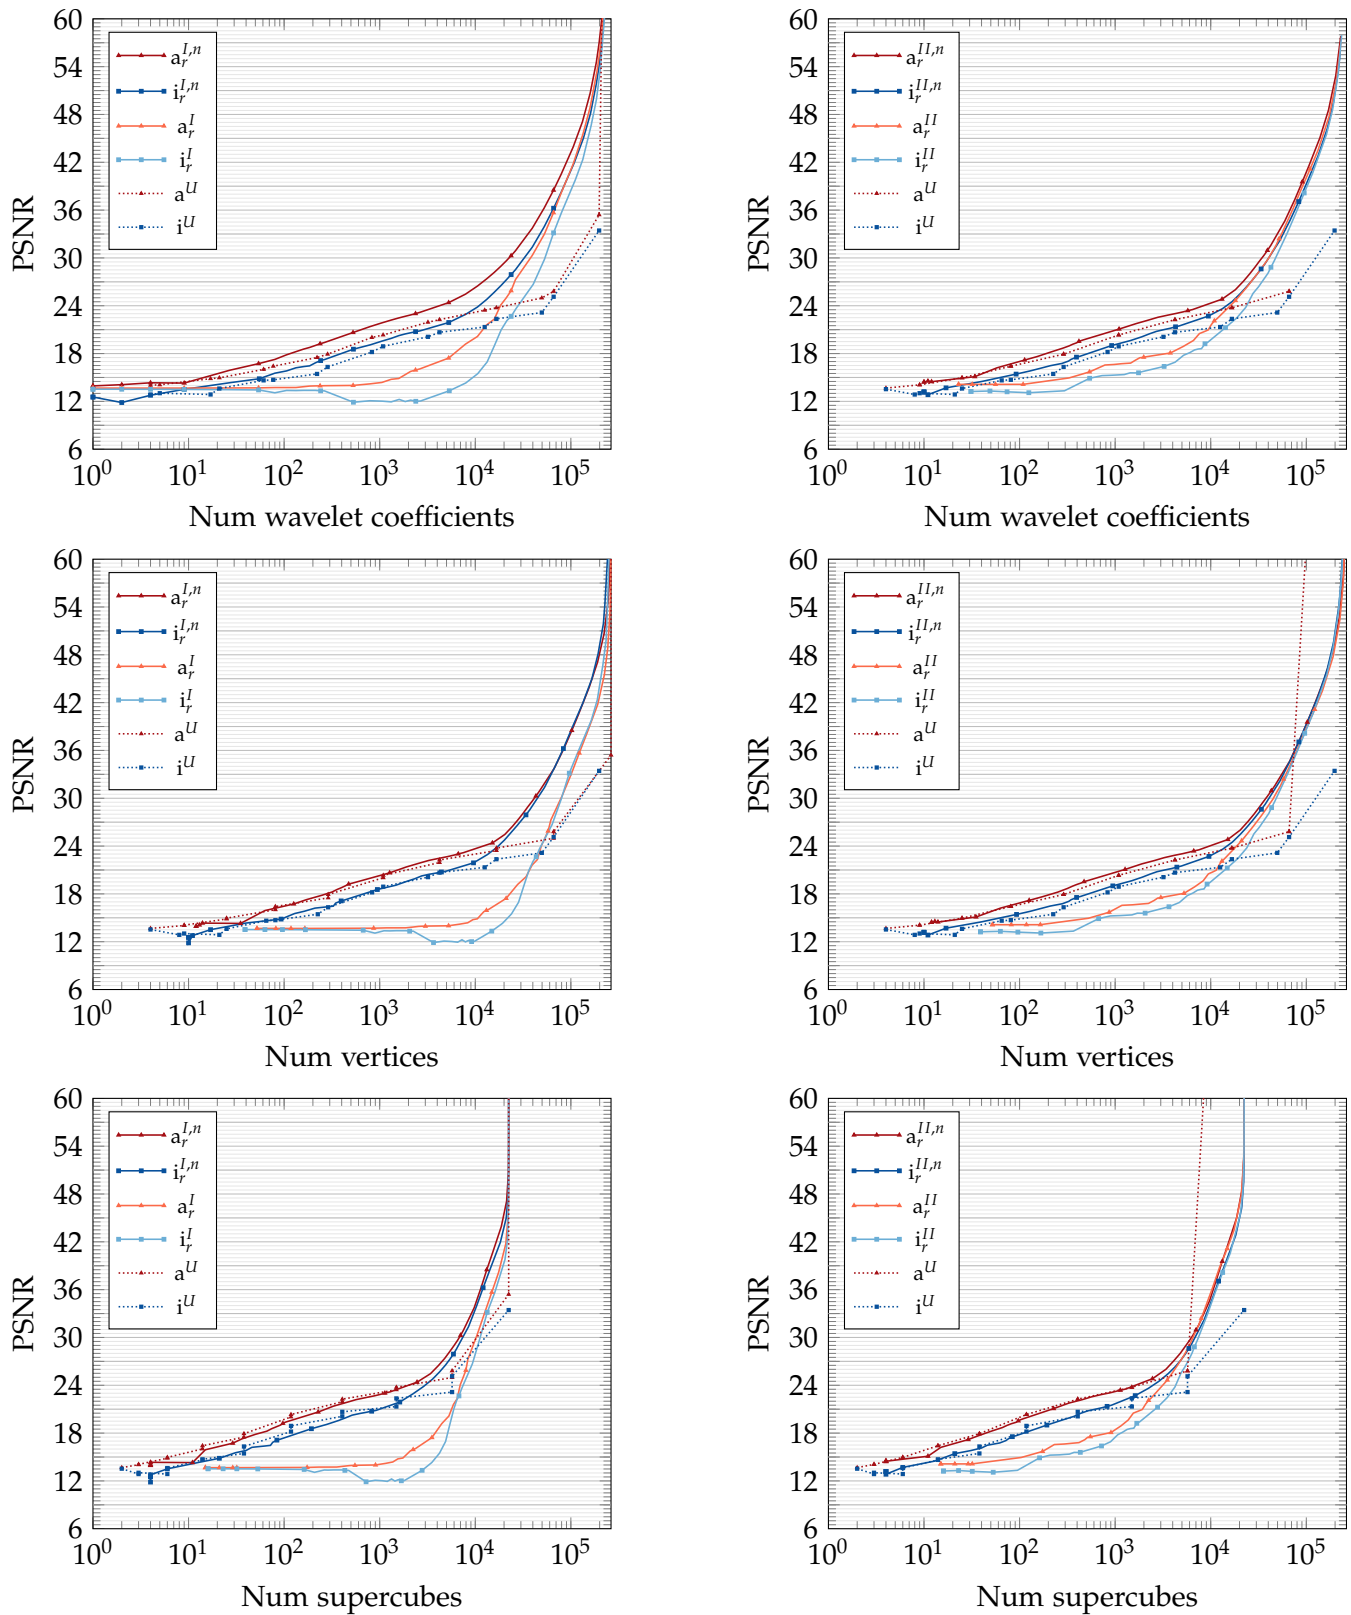 60
54
48
42
36
30
24
18
12
6
PSNR
a_r^{I,n}
i_r^{I,n}
a_r^I
i_r^I
a^U
i^U
10^0 10^1 10^2 10^3 10^4 10^5
Num wavelet coefficients
60
54
48
42
36
30
24
18
12
6
PSNR
a_r^{II,n}
i_r^{II,n}
a_r^{II}
i_r^{II}
a^U
i^U
10^0 10^1 10^2 10^3 10^4 10^5
Num wavelet coefficients
60
54
48
42
36
30
24
18
12
6
PSNR
a_r^{I,n}
i_r^{I,n}
a_r^I
i_r^I
a^U
i^U
10^0 10^1 10^2 10^3 10^4 10^5
Num vertices
60
54
48
42
36
30
24
18
12
6
PSNR
a_r^{II,n}
i_r^{II,n}
a_r^{II}
i_r^{II}
a^U
i^U
10^0 10^1 10^2 10^3 10^4 10^5
Num vertices
60
54
48
42
36
30
24
18
12
6
PSNR
a_r^{I,n}
i_r^{I,n}
a_r^I
i_r^I
a^U
i^U
10^0 10^1 10^2 10^3 10^4 10^5
Num supercubes
60
54
48
42
36
30
24
18
12
6
PSNR
a_r^{II,n}
i_r^{II,n}
a_r^{II}
i_r^{II}
a^U
i^U
10^0 10^1 10^2 10^3 10^4 10^5
Num supercubes